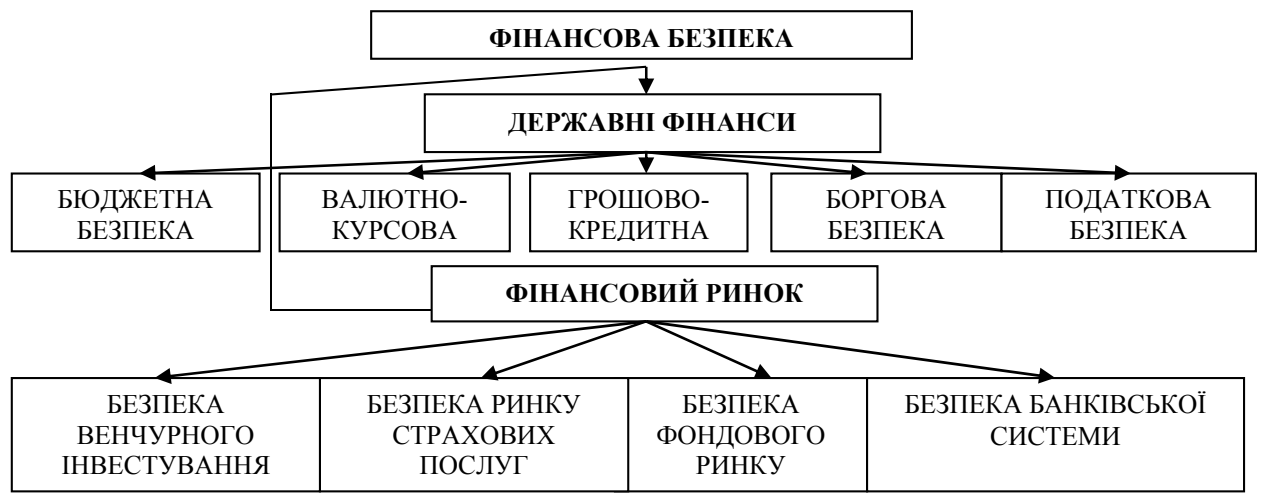 ФІНАНСОВА БЕЗПЕКА
ДЕРЖАВНІ ФІНАНСИ
БЮДЖЕТНА
БЕЗПЕКА
ВАЛЮТНО-
КУРСОВА
ГРОШОВО-
КРЕДИТНА
БОРГОВА
БЕЗПЕКА
ПОДАТКОВА
БЕЗПЕКА
ФІНАНСОВИЙ РИНОК
БЕЗПЕКА
ВЕНЧУРНОГО
ІНВЕСТУВАННЯ
БЕЗПЕКА РИНКУ
СТРАХОВИХ
ПОСЛУГ
БЕЗПЕКА
ФОНДОВОГО
РИНКУ
БЕЗПЕКА БАНКІВСЬКОЇ
СИСТЕМИ